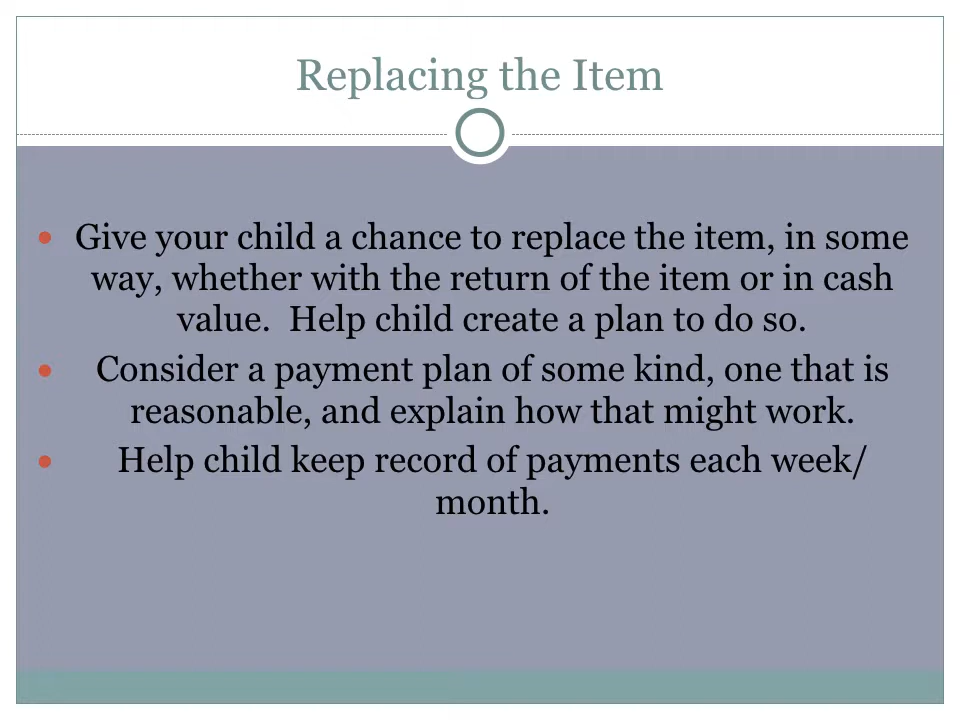 Replacing the Item
• Give your child a chance to replace the item, in some
way, whether with the return of the item or in cash
value.  Help child create a plan to do so.
• Consider a payment plan of some kind, one that is
reasonable, and explain how that might work.
• Help child keep record of payments each week/
month.